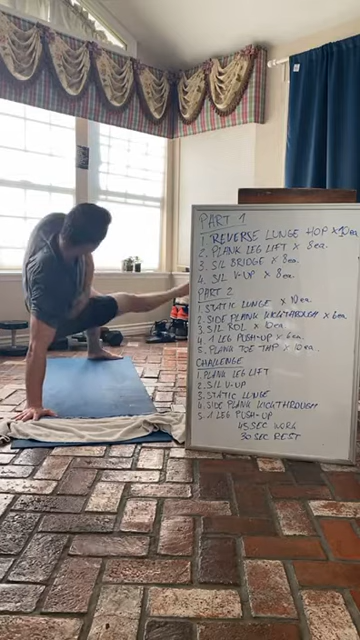 PART 1
1. REVERSE LUNGE HOP x 10ea.
2. PLANK LEG LIFT x 8ea.
3. S/L BRIDGE x 8ea.
4. S/L V-UP x 8ea.
PART 2
1. STATIC LUNGE x 10ea.
2. SIDE PLANK KICKTHROUGH x 6ea
3. S/L RDL x 10ea.
4. 1 LEG PUSH-UP x 6ea.
5. PLANK TOE TAP x 10ea.
CHALLENGE
1. PLANK LEG LIFT
2. S/L V-UP
3. STATIC LUNGE
4. SIDE PLANK KICKTHROUGH
5. 1 LEG PUSH-UP
45 SEC WORK
30 SEC REST